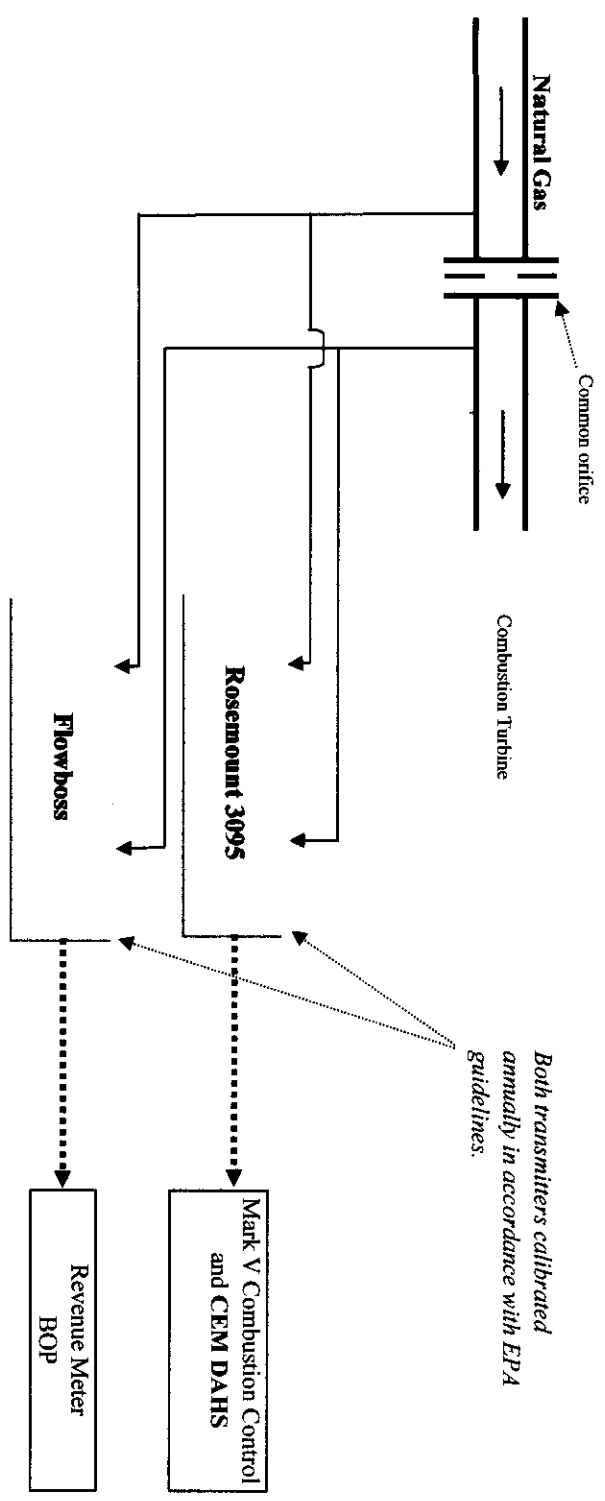 Natural Gas
Common orifice
Combustion Turbine
Rosemount 3095
Flowboss
Both transmitters calibrated
annually in accordance with EPA
guidelines.
Mark V Combustion Control
and CEM DAHS
Revenue Meter
BOP